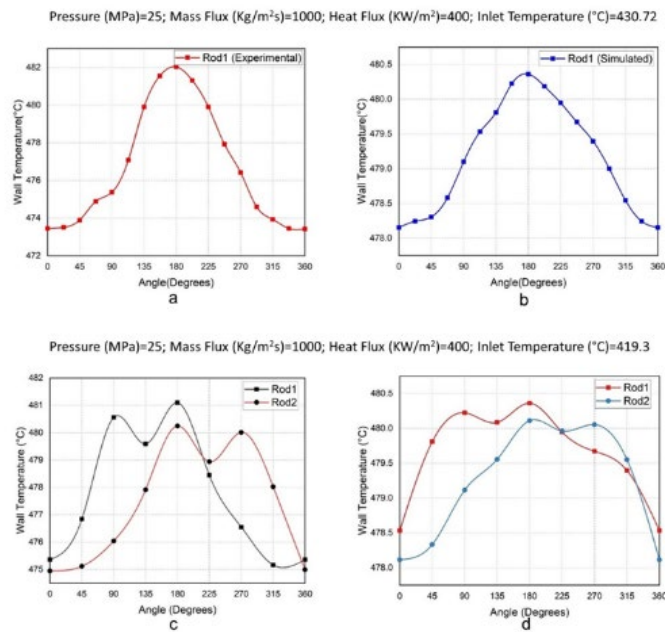 Pressure (MPa)=25; Mass Flux (Kg/m²s)=1000; Heat Flux (KW/m²)=400; Inlet Temperature (°C)=430.72
Rod1 (Experimental)
482
480
478
476
474
472
Wall Temperature(°C)
0 45 90 135 180 225 270 315 360
Angle(Degrees)
a
Rod1 (Simulated)
480.5
480.0
479.5
479.0
478.5
478.0
Wall Temperature (°C)
0 45 90 135 180 225 270 315 360
Angle(Degrees)
b
Pressure (MPa)=25; Mass Flux (Kg/m²s)=1000; Heat Flux (KW/m²)=400; Inlet Temperature (°C)=419.3
Rod1
Rod2
482
481
480
479
478
477
476
475
Wall Temperature (°C)
0 45 90 135 180 225 270 315 360
Angle (Degrees)
c
Rod1
Rod2
480.5
480.0
479.5
479.0
478.5
478.0
Wall Temperature (°C)
0 45 90 135 180 225 270 315 360
Angle (Degrees)
d